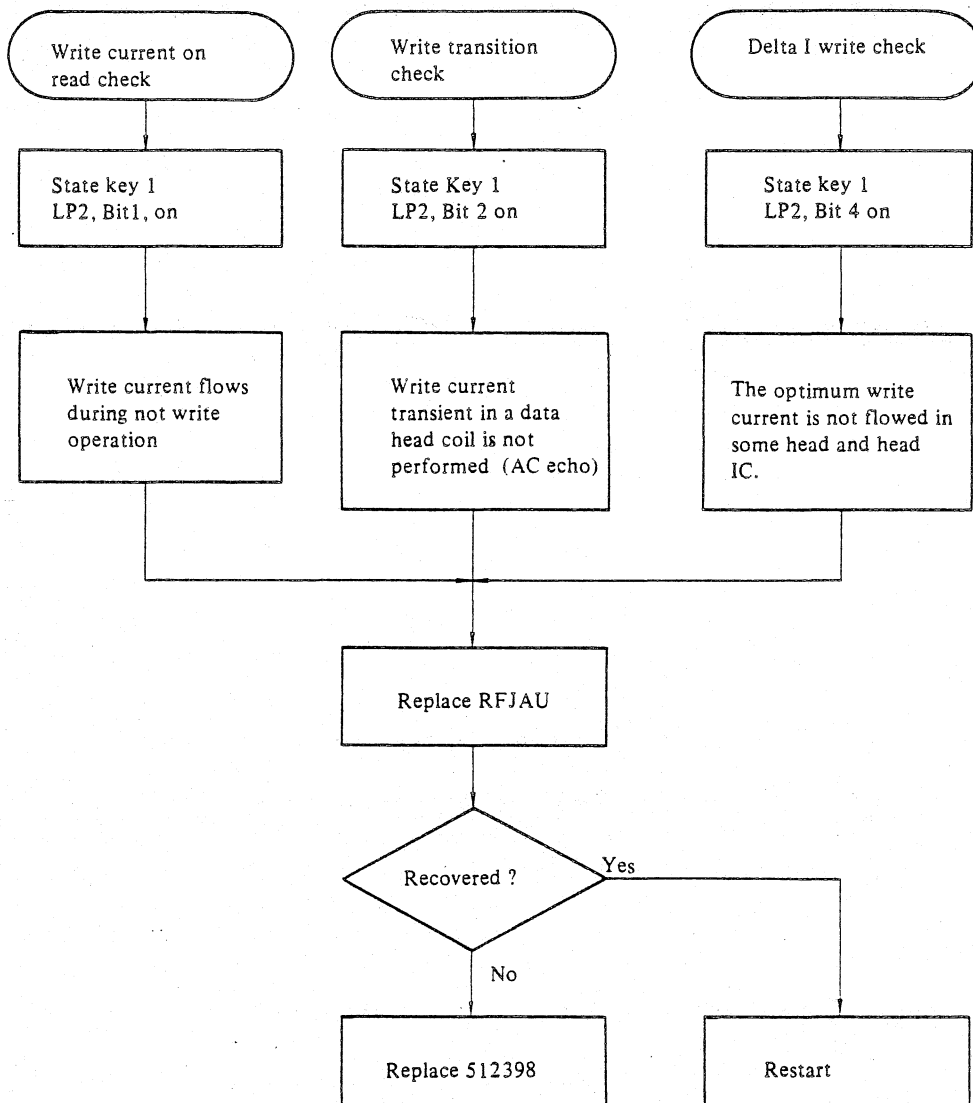 Write current on
read check
Write transition
check
Delta I write check
State key 1
LP2, Bit1, on
State Key 1
LP2, Bit 2 on
State key 1
LP2, Bit 4 on
Write current flows
during not write
operation
Write current
transient in a data
head coil is not
performed (AC echo)
The optimum write
current is not flowed in
some head and head
IC.
Replace RFJAU
Recovered ?
Yes
No
Replace 512398
Restart